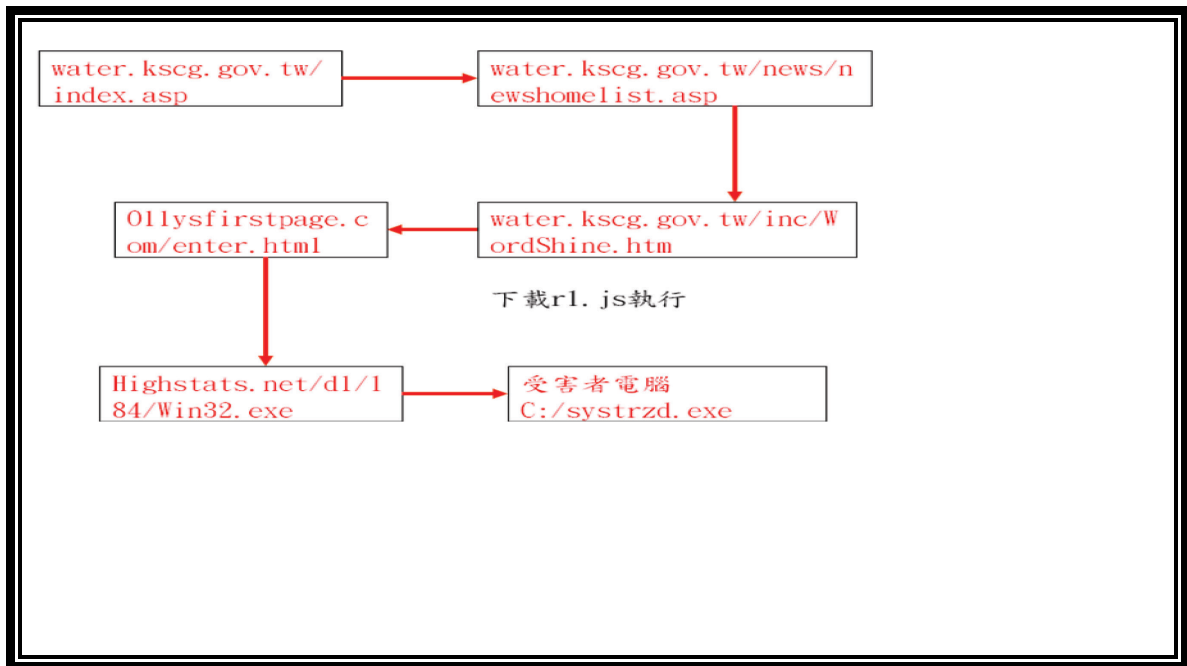 water.kscg.gov.tw/
index.asp
water.kscg.gov.tw/news/n
ewshomelist.asp
Ollysfirstpage.c
om/enter.html
water.kscg.gov.tw/inc/W
ordShine.htm
下載r1.js執行
Highstats.net/dl/1
84/Win32.exe
受害者電腦
C:/systrzd.exe